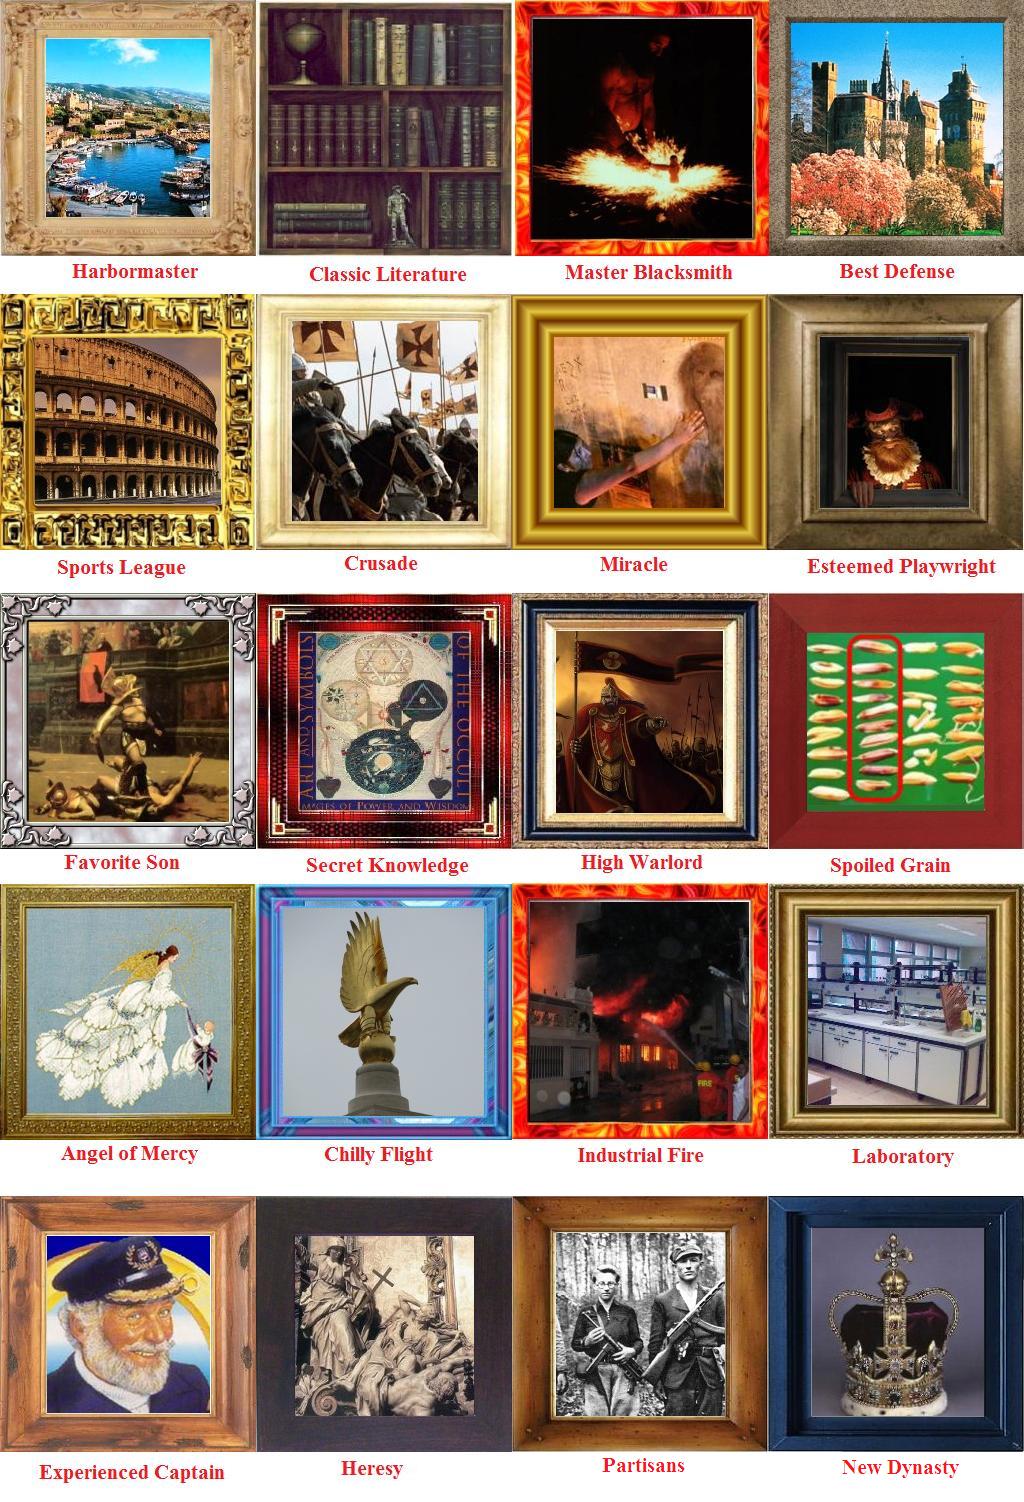 Harbormaster
Classic Literature
Master Blacksmith
Best Defense
Sports League
Crusade
Miracle
Esteemed Playwright
ART AND SYMBOLS
OF THE OCCULT
IMAGES OF POWER AND WISDOM
Favorite Son
Secret Knowledge
High Warlord
Spoiled Grain
FIRE
Angel of Mercy
Chilly Flight
Industrial Fire
Laboratory
Experienced Captain
Heresy
Partisans
New Dynasty